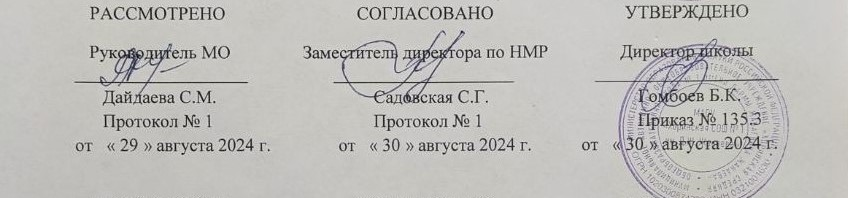 РАССМОТРЕНО
Руководитель МО
Дайдаева С.М.
Протокол № 1
от « 29 » августа 2024 г.
СОГЛАСОВАНО
Заместитель директора по НМР
Садовская С.Г.
Протокол № 1
от « 30 » августа 2024 г.
УТВЕРЖДЕНО
Директор школы
Гомбоев Б.К.
Приказ № 135.3
от « 30 » августа 2024 г.